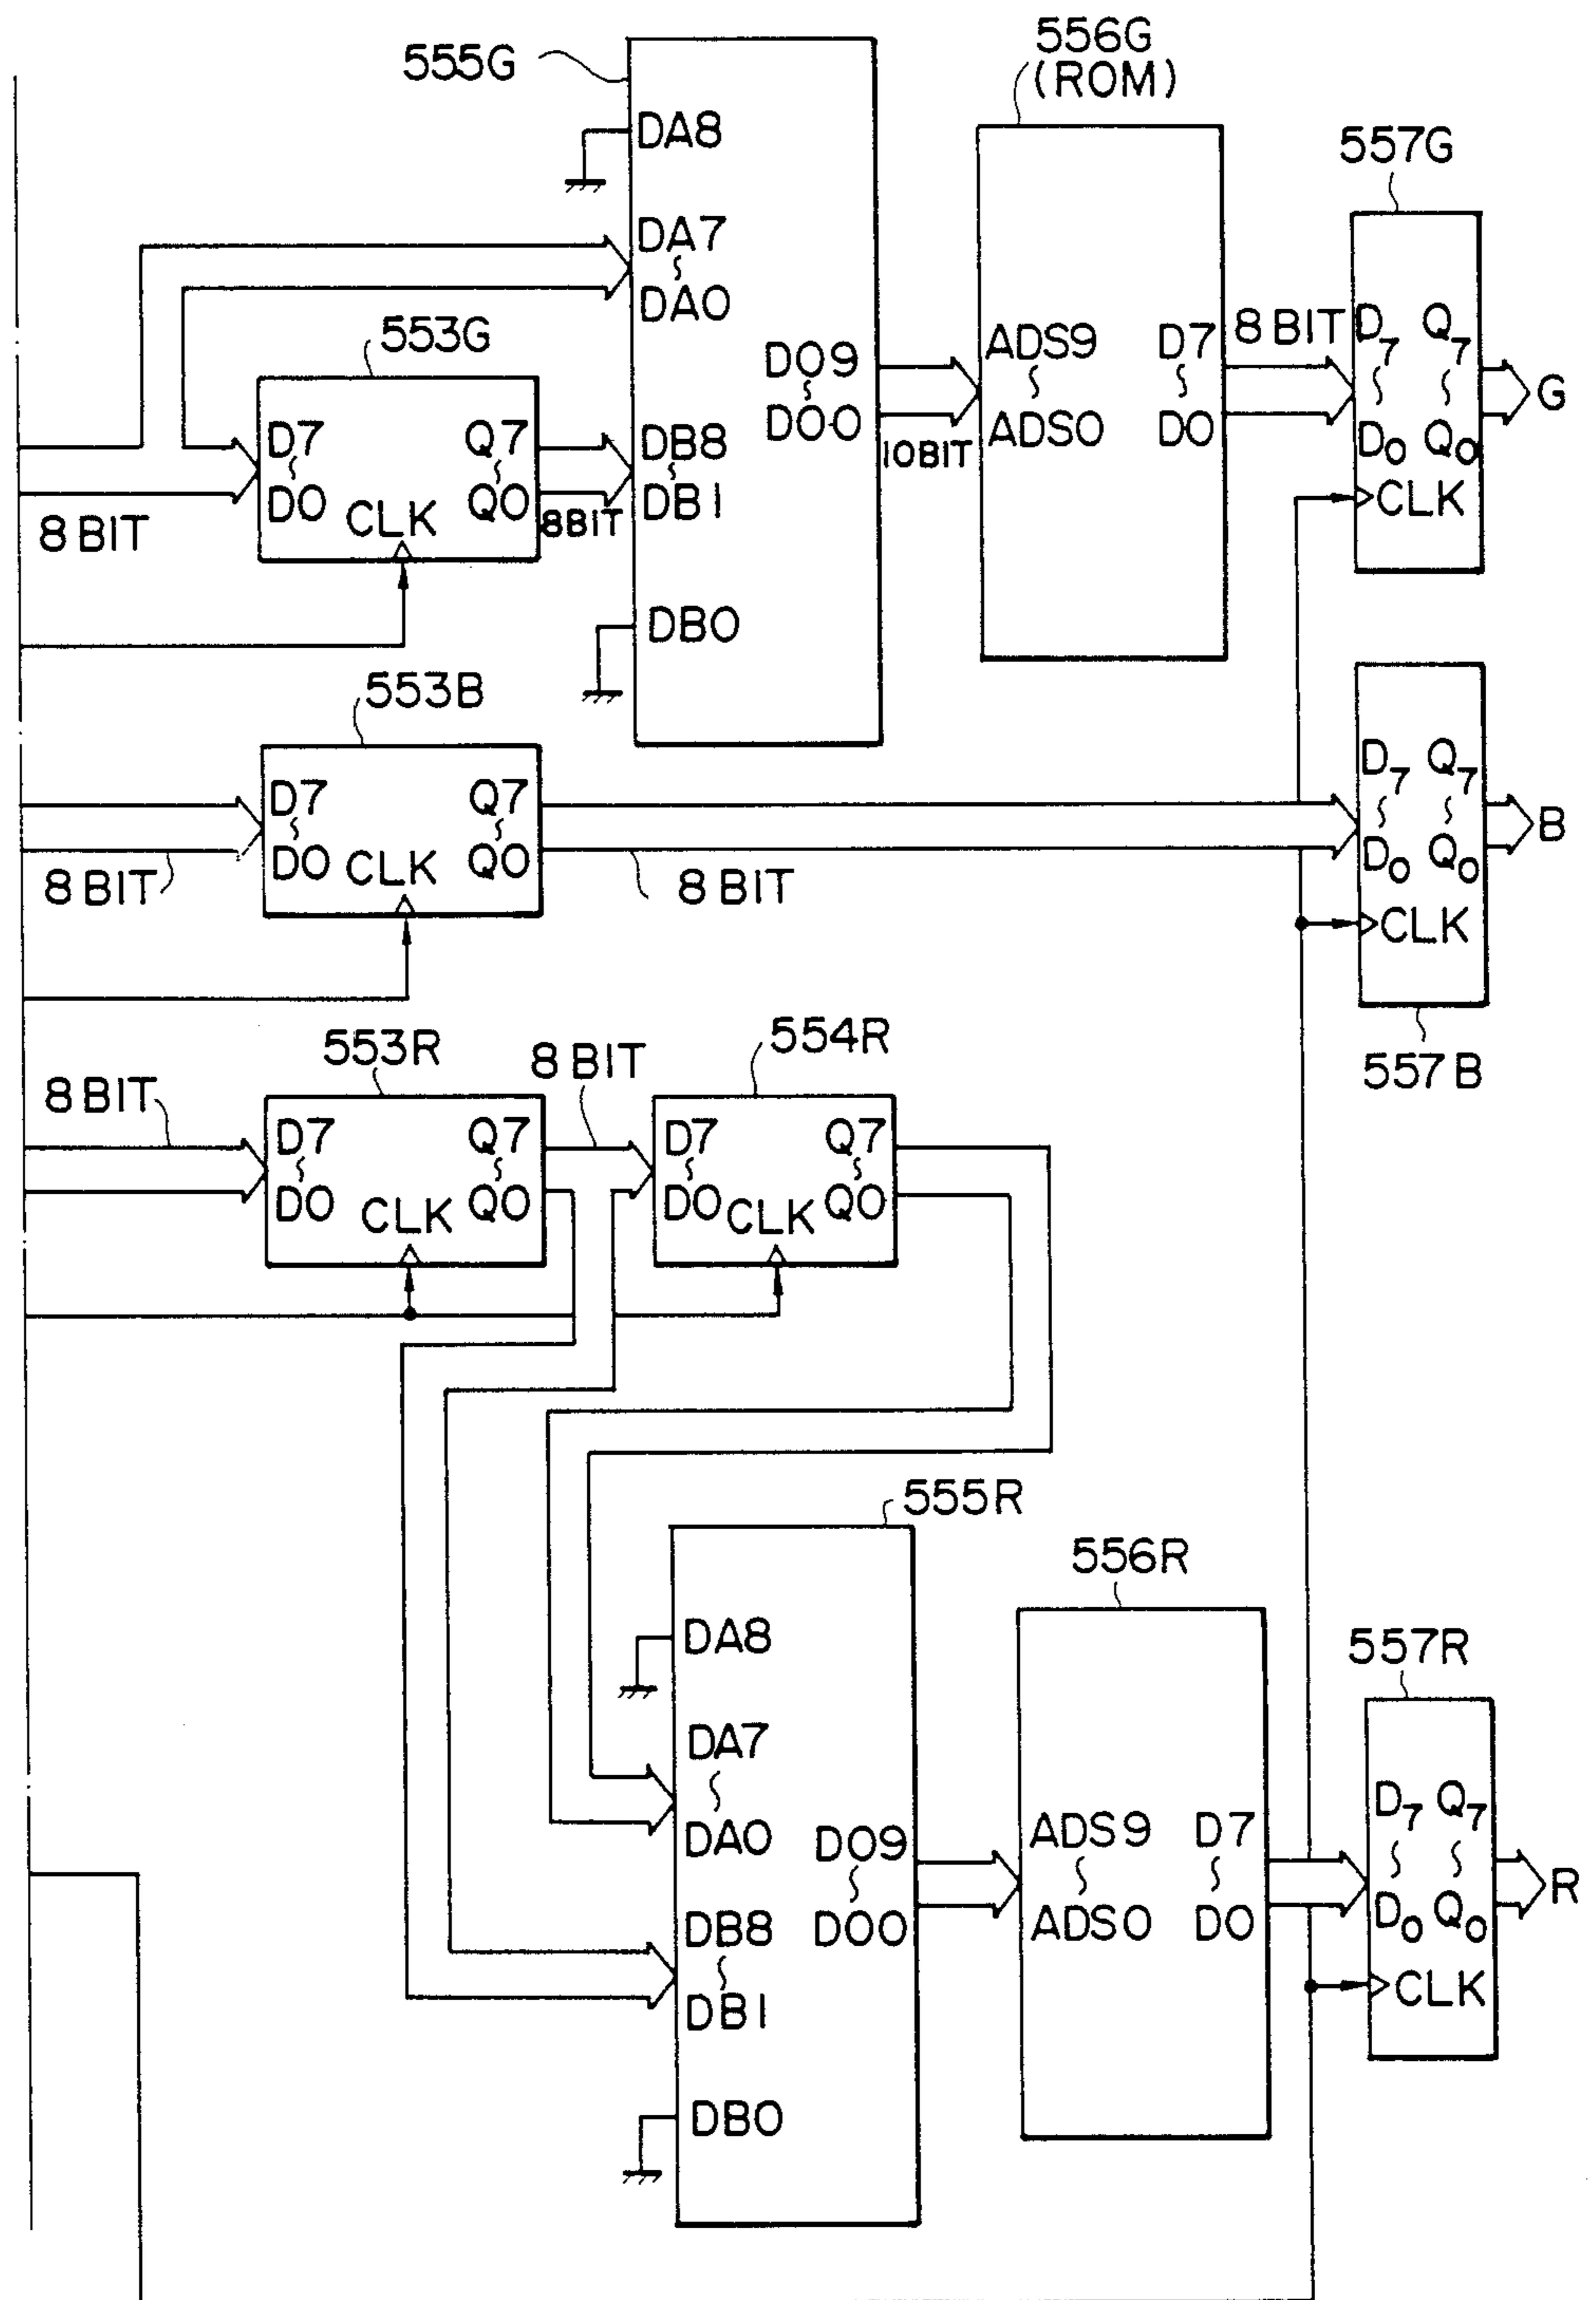 555G
556G
(ROM)
557G
DA8
DA7
DA0
DO9
DO0
DB8
DB1
DB0
553G
D7
D0
CLK
Q7
Q0
8 BIT
8 BIT
10 BIT
ADS9
ADS0
D7
D0
8 BIT
D7
D0
Q7
Q0
CLK
G
553B
D7
D0
CLK
Q7
Q0
8 BIT
8 BIT
D7
D0
Q7
Q0
CLK
B
557B
553R
8 BIT
D7
D0
CLK
Q7
Q0
8 BIT
554R
D7
D0
CLK
Q7
Q0
555R
DA8
DA7
DA0
DO9
DO0
DB8
DB1
DB0
556R
ADS9
ADS0
D7
D0
557R
D7
D0
Q7
Q0
CLK
R